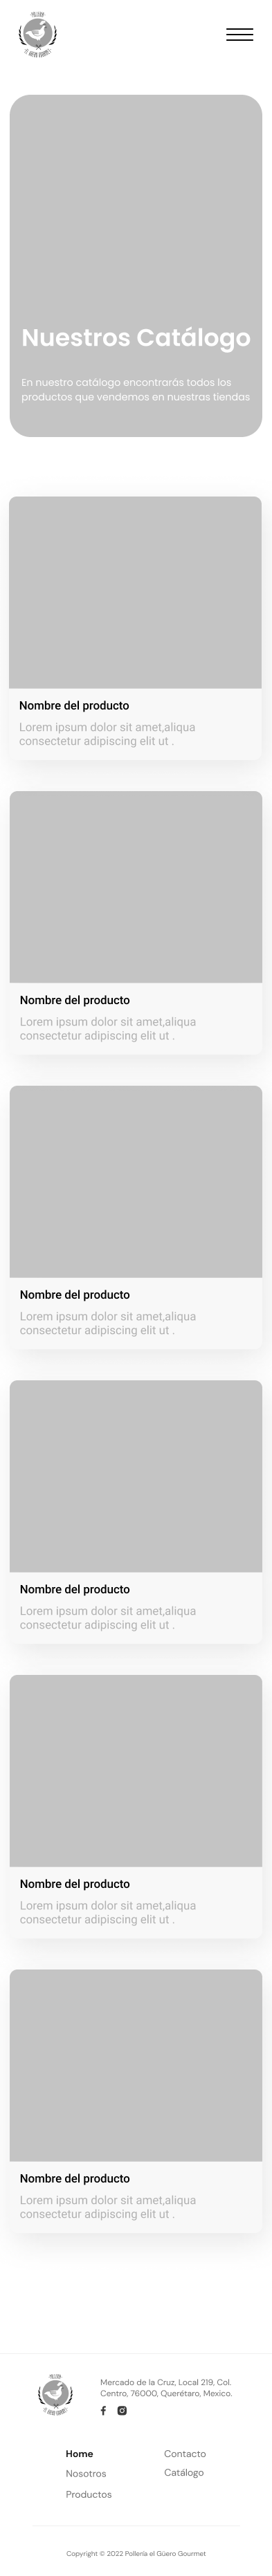 POLLERÍA
EL GÜERO GOURMET
Nuestros Catálogo
En nuestro catálogo encontrarás todos los
productos que vendemos en nuestras tiendas
Nombre del producto
Lorem ipsum dolor sit amet,aliqua
consectetur adipiscing elit ut .
Nombre del producto
Lorem ipsum dolor sit amet,aliqua
consectetur adipiscing elit ut .
Nombre del producto
Lorem ipsum dolor sit amet,aliqua
consectetur adipiscing elit ut .
Nombre del producto
Lorem ipsum dolor sit amet,aliqua
consectetur adipiscing elit ut .
Nombre del producto
Lorem ipsum dolor sit amet,aliqua
consectetur adipiscing elit ut .
Nombre del producto
Lorem ipsum dolor sit amet,aliqua
consectetur adipiscing elit ut .
POLLERÍA
EL GÜERO GOURMET
Mercado de la Cruz, Local 219, Col.
Centro, 76000, Querétaro, Mexico.
Home
Contacto
Nosotros
Catálogo
Productos
Copyright © 2022 Pollería el Güero Gourmet